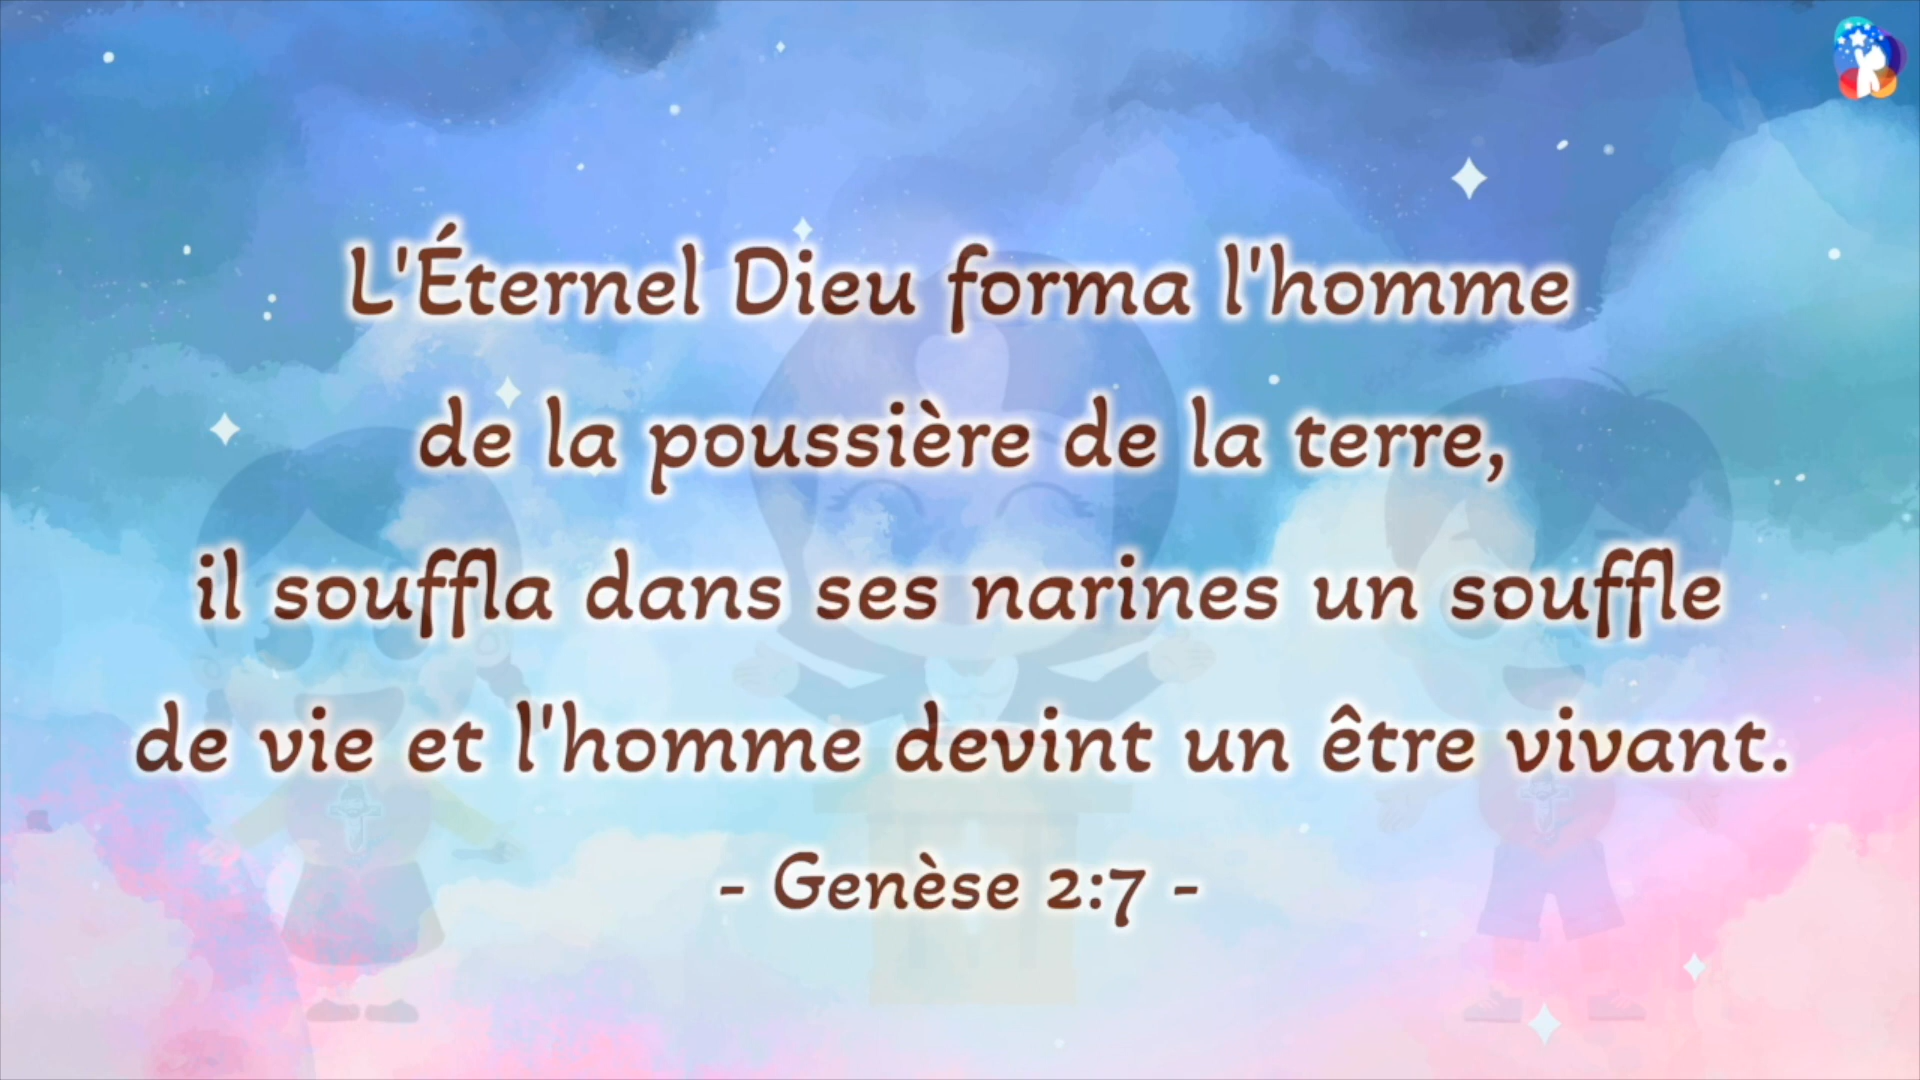 L'Éternel Dieu forma l'homme
de la poussière de la terre,
il souffla dans ses narines un souffle
de vie et l'homme devint un être vivant.
- Genèse 2:7 -